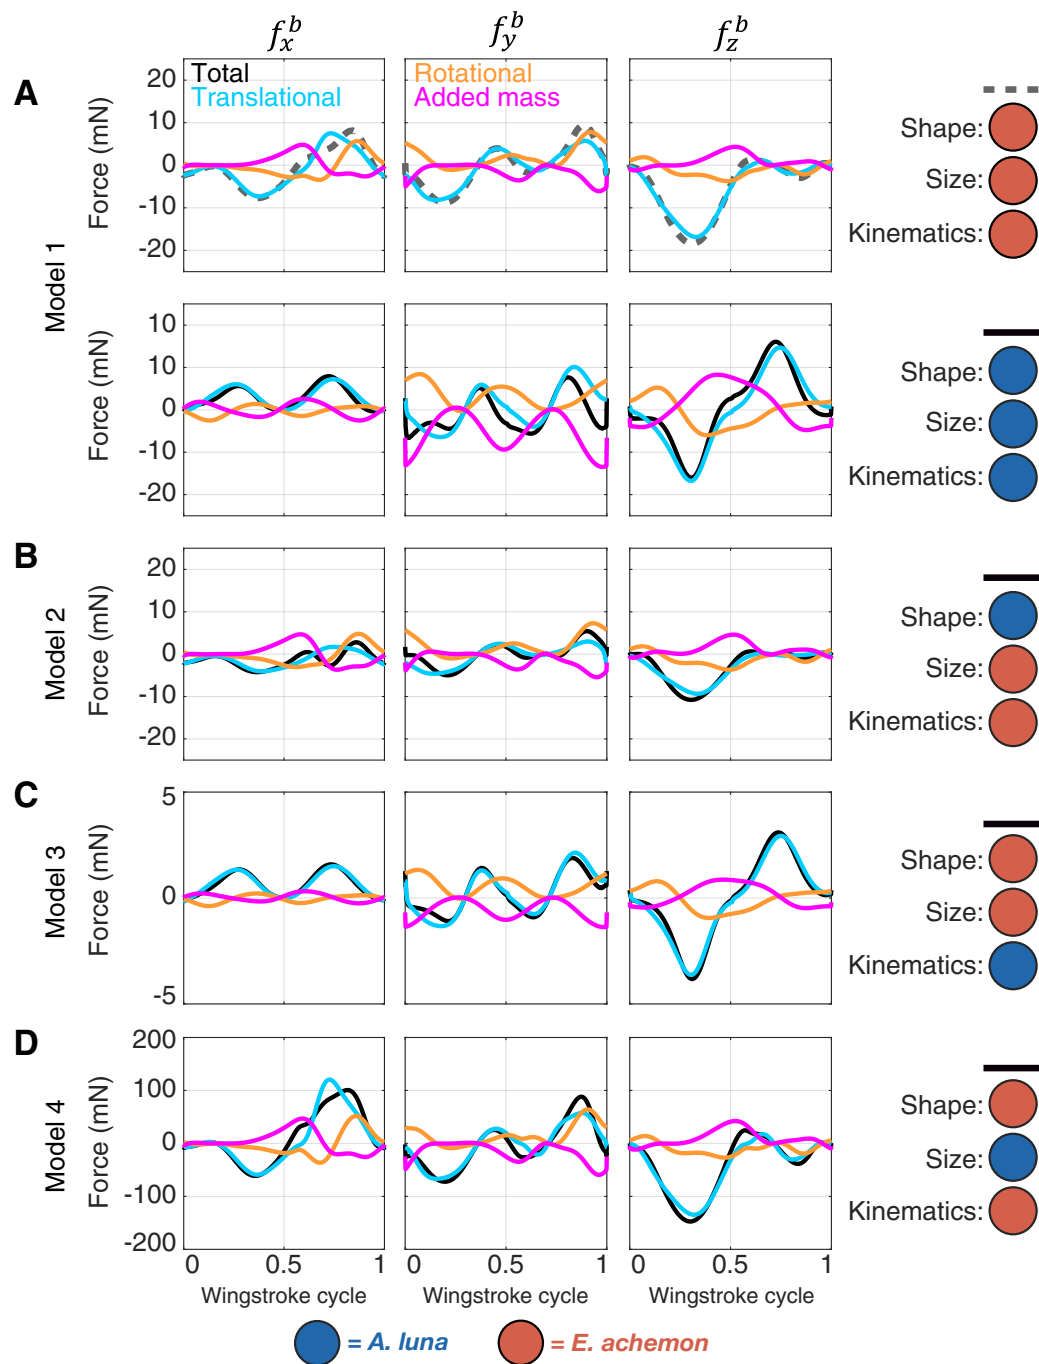 f_x^b f_y^b f_z^b
A
Model 1
Force (mN)
20
10
0
-10
-20
Total
Translational
Rotational
Added mass
Shape:
Size:
Kinematics:
Force (mN)
10
10
0
-10
-20
Shape:
Size:
Kinematics:
B
Model 2
Force (mN)
20
10
0
-10
-20
Shape:
Size:
Kinematics:
C
Model 3
Force (mN)
5
0
-5
Shape:
Size:
Kinematics:
D
Model 4
Force (mN)
200
100
0
-100
-200
Shape:
Size:
Kinematics:
0 0.5 1 0 0.5 1 0 0.5 1
Wingstroke cycle Wingstroke cycle Wingstroke cycle
= A. luna = E. achemon